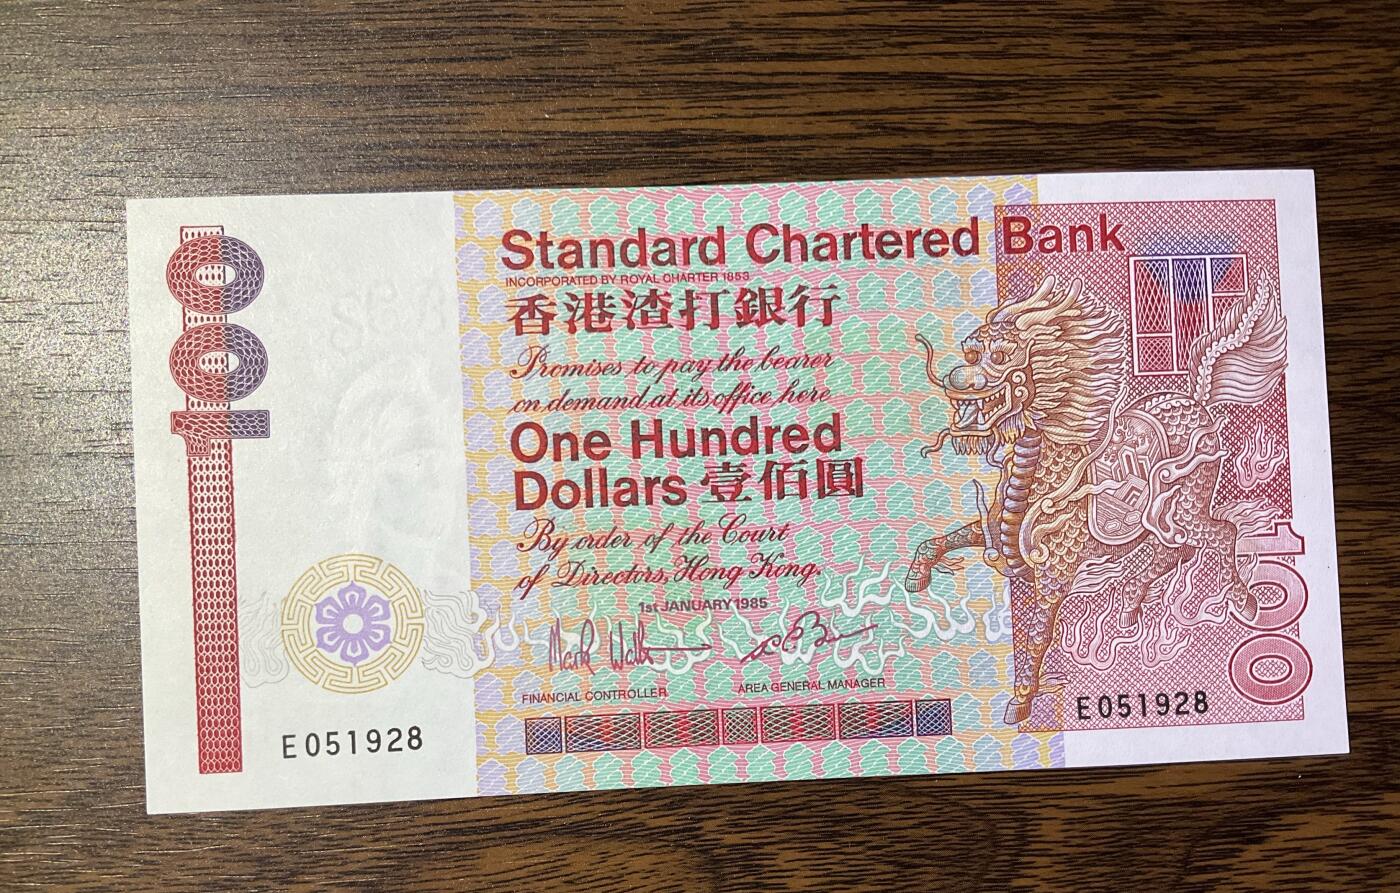 100
Standard Chartered Bank
INCORPORATED BY ROYAL CHARTER 1853
香港渣打銀行
Promises to pay the bearer
on demand at its office here
One Hundred
Dollars 壹佰圓
By order of the Court
of Directors, Hong Kong.
1st JANUARY 1985
FINANCIAL CONTROLLER
AREA GENERAL MANAGER
E051928
E051928
100